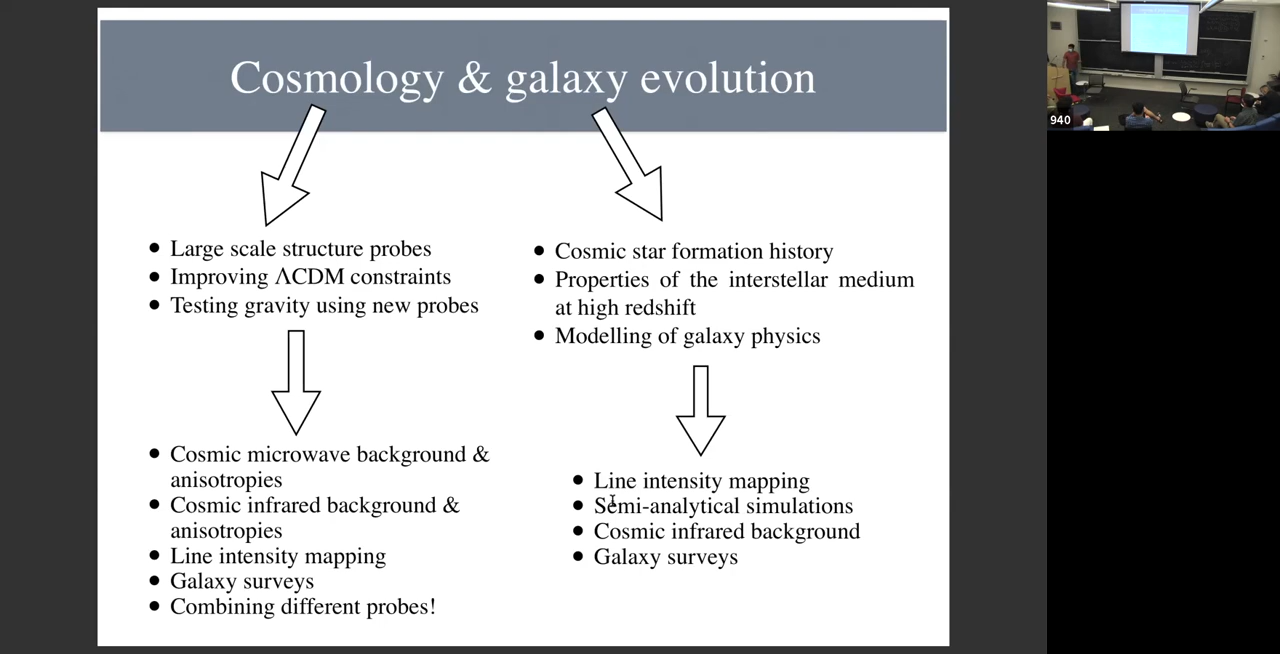 Cosmology & galaxy evolution
• Large scale structure probes
• Improving ΛCDM constraints
• Testing gravity using new probes
• Cosmic star formation history
• Properties of the interstellar medium
at high redshift
• Modelling of galaxy physics
• Cosmic microwave background &
anisotropies
• Cosmic infrared background &
anisotropies
• Line intensity mapping
• Galaxy surveys
• Combining different probes!
• Line intensity mapping
• Semi-analytical simulations
• Cosmic infrared background
• Galaxy surveys
940